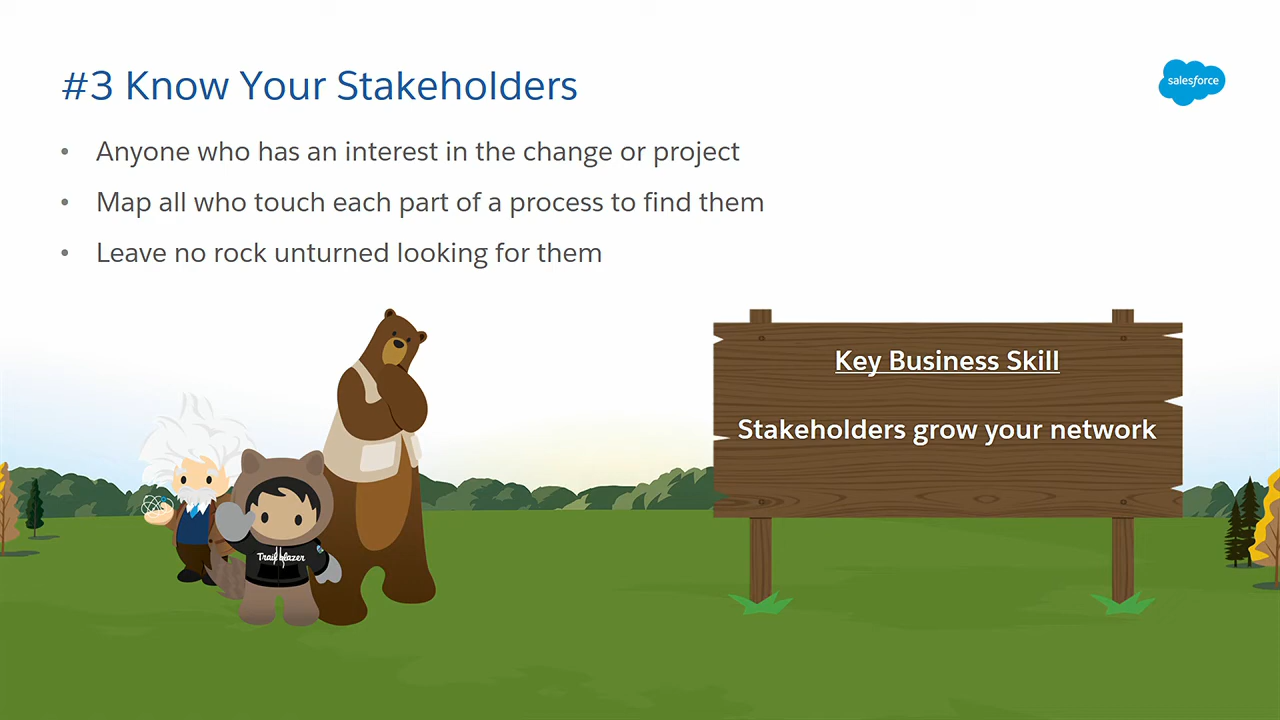 #3 Know Your Stakeholders
salesforce
• Anyone who has an interest in the change or project
• Map all who touch each part of a process to find them
• Leave no rock unturned looking for them
Key Business Skill
Stakeholders grow your network
Trailblazer